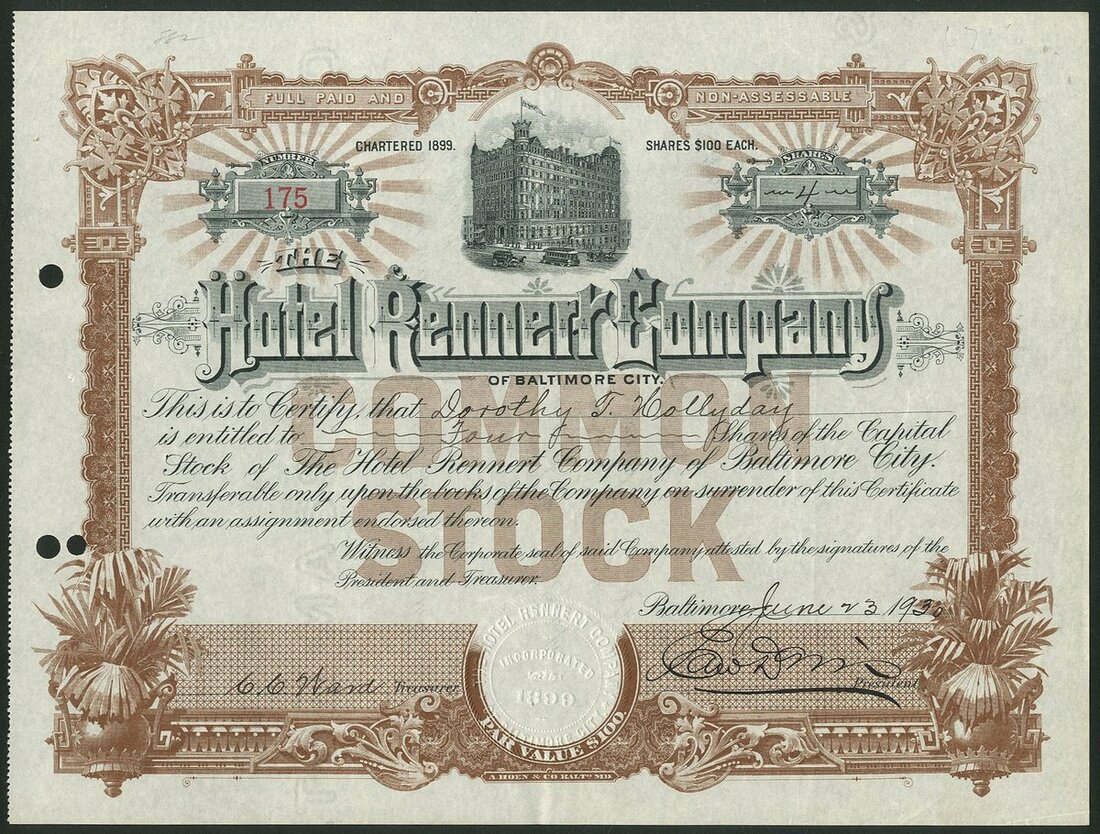 882
FULL PAID AND
NON-ASSESSABLE
CHARTERED 1899.
SHARES $100 EACH.
NUMBER
175
SHARES
4
THE
Hotel Rennert Company
OF BALTIMORE CITY.
COMMON
STOCK
This is to Certify, that Dorothy T. Hollyday
is entitled to Four Shares of the Capital
Stock of The Hotel Rennert Company of Baltimore City.
Transferable only upon the books of the Company on surrender of this Certificate
with an assignment endorsed thereon.
Witness the Corporate seal of said Company attested by the signatures of the
President and Treasurer.
Baltimore, June 23 1930
HOTEL RENNERT COMPANY
INCORPORATED
1899
BALTIMORE CITY
C. C. Ward Treasurer
President
PAR VALUE $100
A. HOEN & CO BALTO MD.